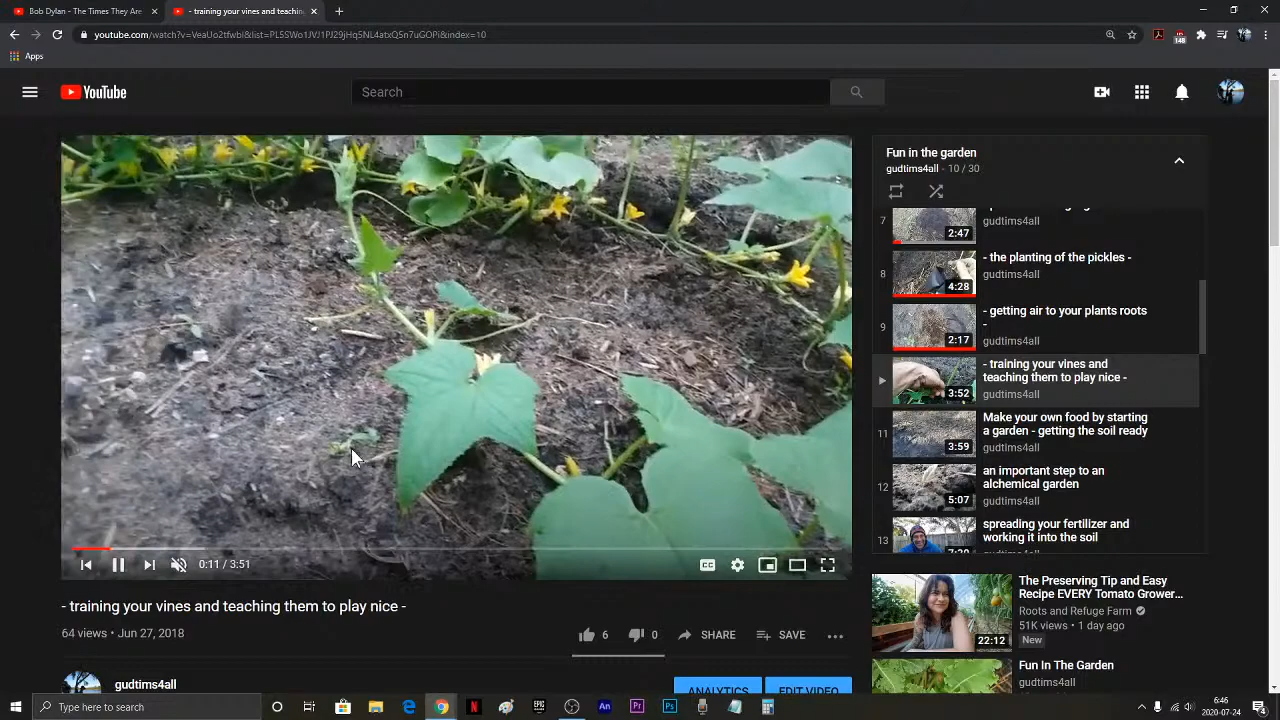 Bob Dylan - The Times They Are
- training your vines and teaching
youtube.com/watch?v=VeaUo2tfwbI&list=PL5SWo1JVJ1PJ29jHq5NL4atxQ5n7uGOPi&index=10
148
Apps
YouTube
Search
Fun in the garden
gudtims4all - 10 / 30
7
2:47
gudtims4all
8
4:28
- the planting of the pickles -
gudtims4all
9
2:17
- getting air to your plants roots
-
gudtims4all
3:52
- training your vines and
teaching them to play nice -
gudtims4all
11
3:59
Make your own food by starting
a garden - getting the soil ready
gudtims4all
12
5:07
an important step to an
alchemical garden
gudtims4all
13
spreading your fertilizer and
working it into the soil
0:11 / 3:51
CC
- training your vines and teaching them to play nice -
64 views • Jun 27, 2018
6
0
SHARE
SAVE
gudtims4all
ANALYTICS
EDIT VIDEO
22:12
The Preserving Tip and Easy
Recipe EVERY Tomato Grower...
Roots and Refuge Farm
51K views • 1 day ago
New
Fun In The Garden
gudtims4all
Type here to search
N
EPIC
An
Pr
Ps
6:46
2020-07-24